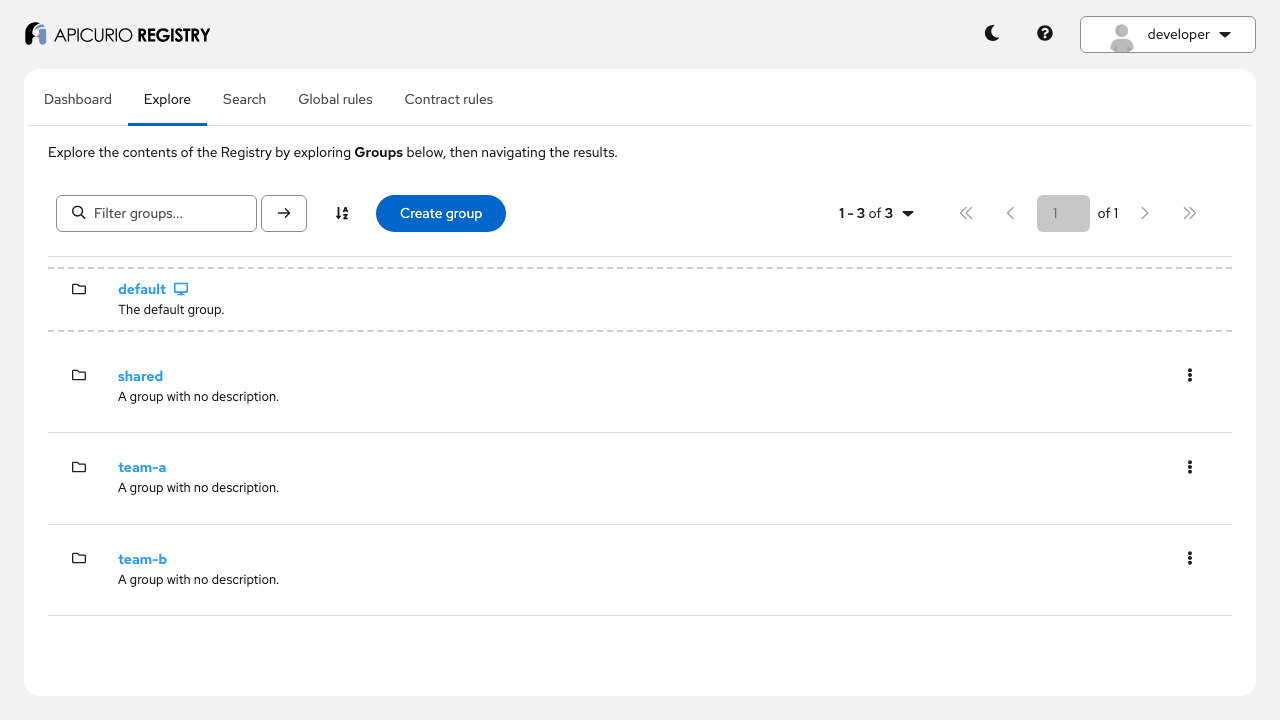 APICURIO REGISTRY
developer
Dashboard Explore Search Global rules Contract rules
Explore the contents of the Registry by exploring Groups below, then navigating the results.
Filter groups... Create group 1 - 3 of 3 1 of 1
default
The default group.
shared
A group with no description.
team-a
A group with no description.
team-b
A group with no description.